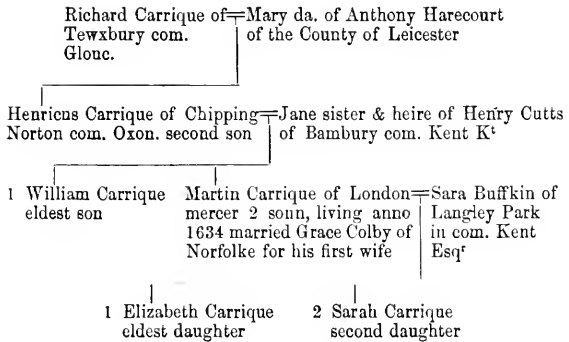 Richard Carrique of=Mary da. of Anthony Harecourt
Tewxbury com. of the County of Leicester
Glouc.
Henricus Carrique of Chipping=Jane sister & heire of Henry Cutts
Norton com. Oxon. second son of Bambury com. Kent Kᵗ
1 William Carrique Martin Carrique of London=Sara Buffkin of
eldest son mercer 2 sonn, living anno Langley Park
1634 married Grace Colby of in com. Kent
Norfolke for his first wife Esqʳ
1 Elizabeth Carrique 2 Sarah Carrique
eldest daughter second daughter